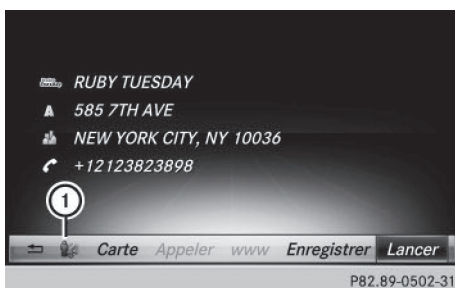 RUBY TUESDAY
A 585 7TH AVE
NEW YORK CITY, NY 10036
+12123823898
1
Carte Appeler www Enregistrer Lancer
P82.89-0502-31